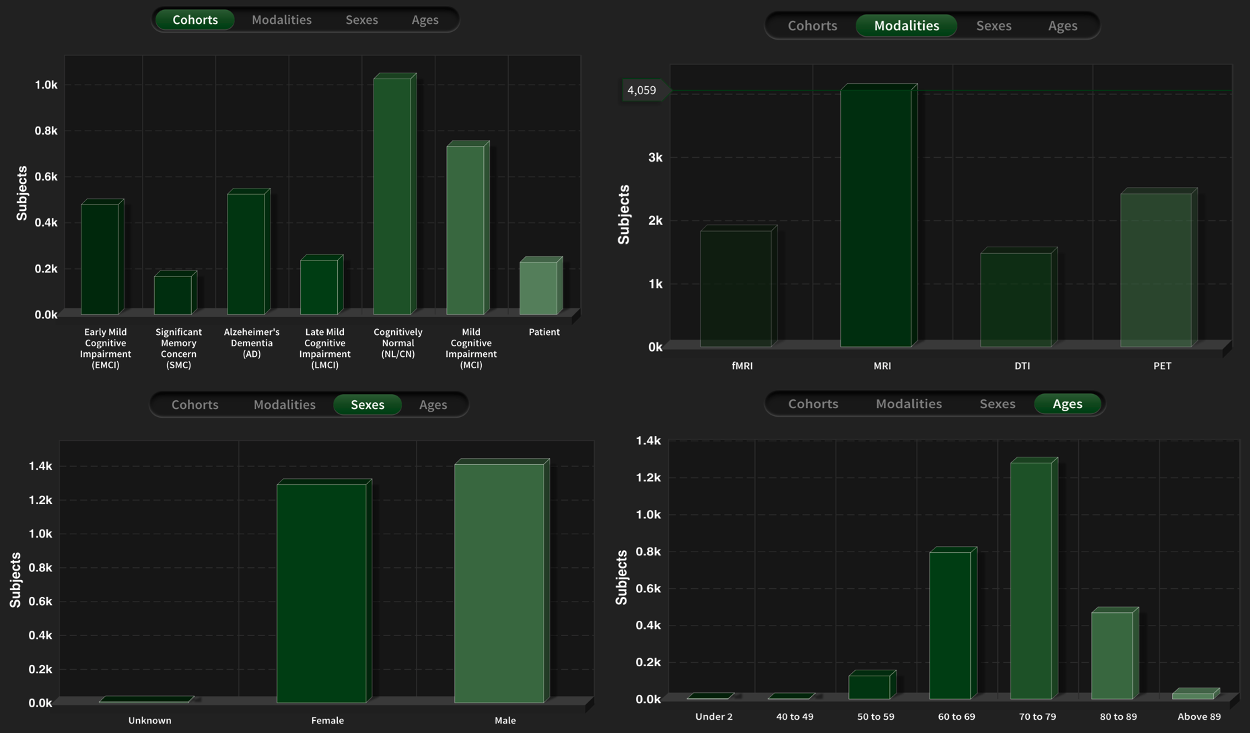 Cohorts Modalities Sexes Ages
Subjects
1.0k
0.8k
0.6k
0.4k
0.2k
0.0k
Early Mild Cognitive Impairment (EMCI)
Significant Memory Concern (SMC)
Alzeheimer's Dementia (AD)
Late Mild Cognitive Impairment (LMCI)
Cognitively Normal (NL/CN)
Mild Cognitive Impairment (MCI)
Patient
Cohorts Modalities Sexes Ages
4,059
Subjects
3k
2k
1k
0k
fMRI MRI DTI PET
Cohorts Modalities Sexes Ages
Subjects
1.4k
1.2k
1.0k
0.8k
0.6k
0.4k
0.2k
0.0k
Unknown Female Male
Cohorts Modalities Sexes Ages
Subjects
1.4k
1.2k
1.0k
0.8k
0.6k
0.4k
0.2k
0.0k
Under 2 40 to 49 50 to 59 60 to 69 70 to 79 80 to 89 Above 89